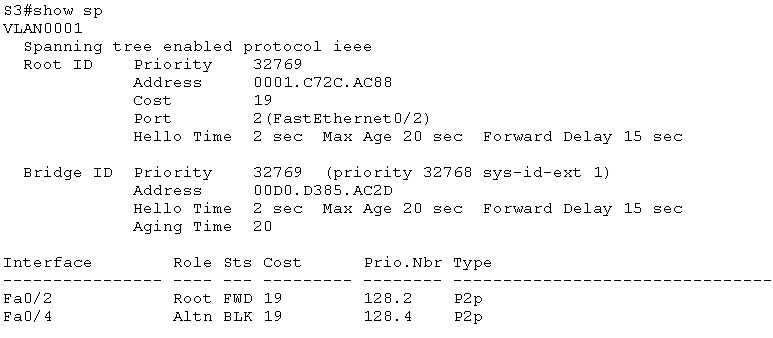 S3#show sp
VLAN0001
  Spanning tree enabled protocol ieee
  Root ID    Priority    32769
             Address     0001.C72C.AC88
             Cost        19
             Port        2(FastEthernet0/2)
             Hello Time  2 sec  Max Age 20 sec  Forward Delay 15 sec

  Bridge ID  Priority    32769  (priority 32768 sys-id-ext 1)
             Address     00D0.D385.AC2D
             Hello Time  2 sec  Max Age 20 sec  Forward Delay 15 sec
             Aging Time  20

Interface        Role Sts Cost      Prio.Nbr Type
---------------- ---- --- --------- -------- --------------------------------
Fa0/2            Root FWD 19        128.2    P2p
Fa0/4            Altn BLK 19        128.4    P2p